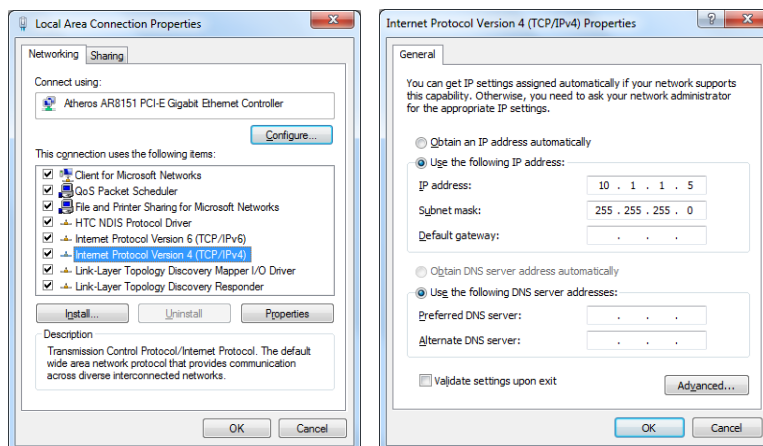 Local Area Connection Properties
Networking
Sharing
Connect using:
Atheros AR8151 PCI-E Gigabit Ethernet Controller
Configure...
This connection uses the following items:
Client for Microsoft Networks
QoS Packet Scheduler
File and Printer Sharing for Microsoft Networks
HTC NDIS Protocol Driver
Internet Protocol Version 6 (TCP/IPv6)
Internet Protocol Version 4 (TCP/IPv4)
Link-Layer Topology Discovery Mapper I/O Driver
Link-Layer Topology Discovery Responder
Install...
Uninstall
Properties
Description
Transmission Control Protocol/Internet Protocol. The default
wide area network protocol that provides communication
across diverse interconnected networks.
OK
Cancel
Internet Protocol Version 4 (TCP/IPv4) Properties
General
You can get IP settings assigned automatically if your network supports
this capability. Otherwise, you need to ask your network administrator
for the appropriate IP settings.
Obtain an IP address automatically
Use the following IP address:
IP address: 10 . 1 . 1 . 5
Subnet mask: 255 . 255 . 255 . 0
Default gateway: . . .
Obtain DNS server address automatically
Use the following DNS server addresses:
Preferred DNS server: . . .
Alternate DNS server: . . .
Validate settings upon exit
Advanced...
OK
Cancel